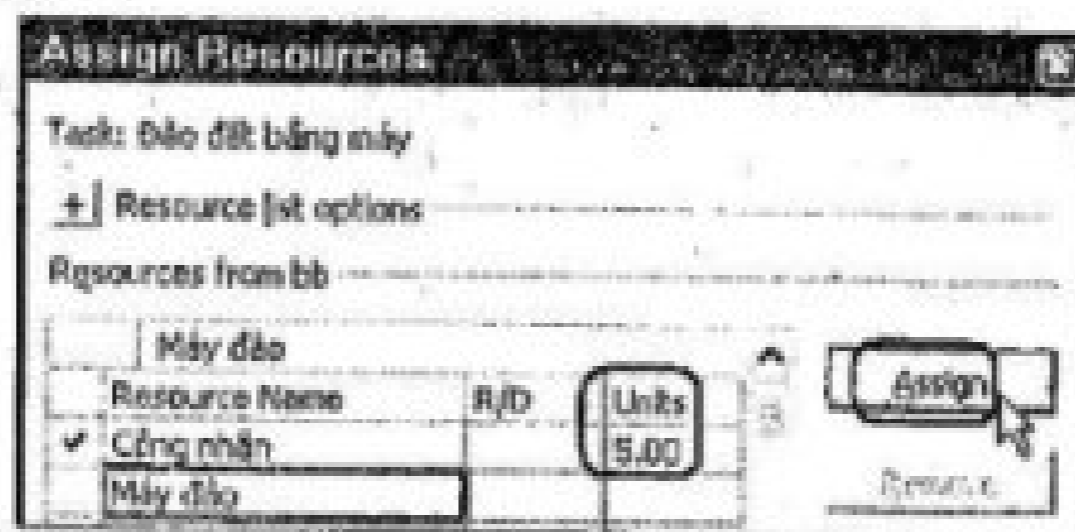 Assign Resources
Task: Đào đất bằng máy
+ Resource list options
Resources from bb
Máy đào
Resource Name R/D Units
Công nhân 5.00
Máy đào
Assign
Remove